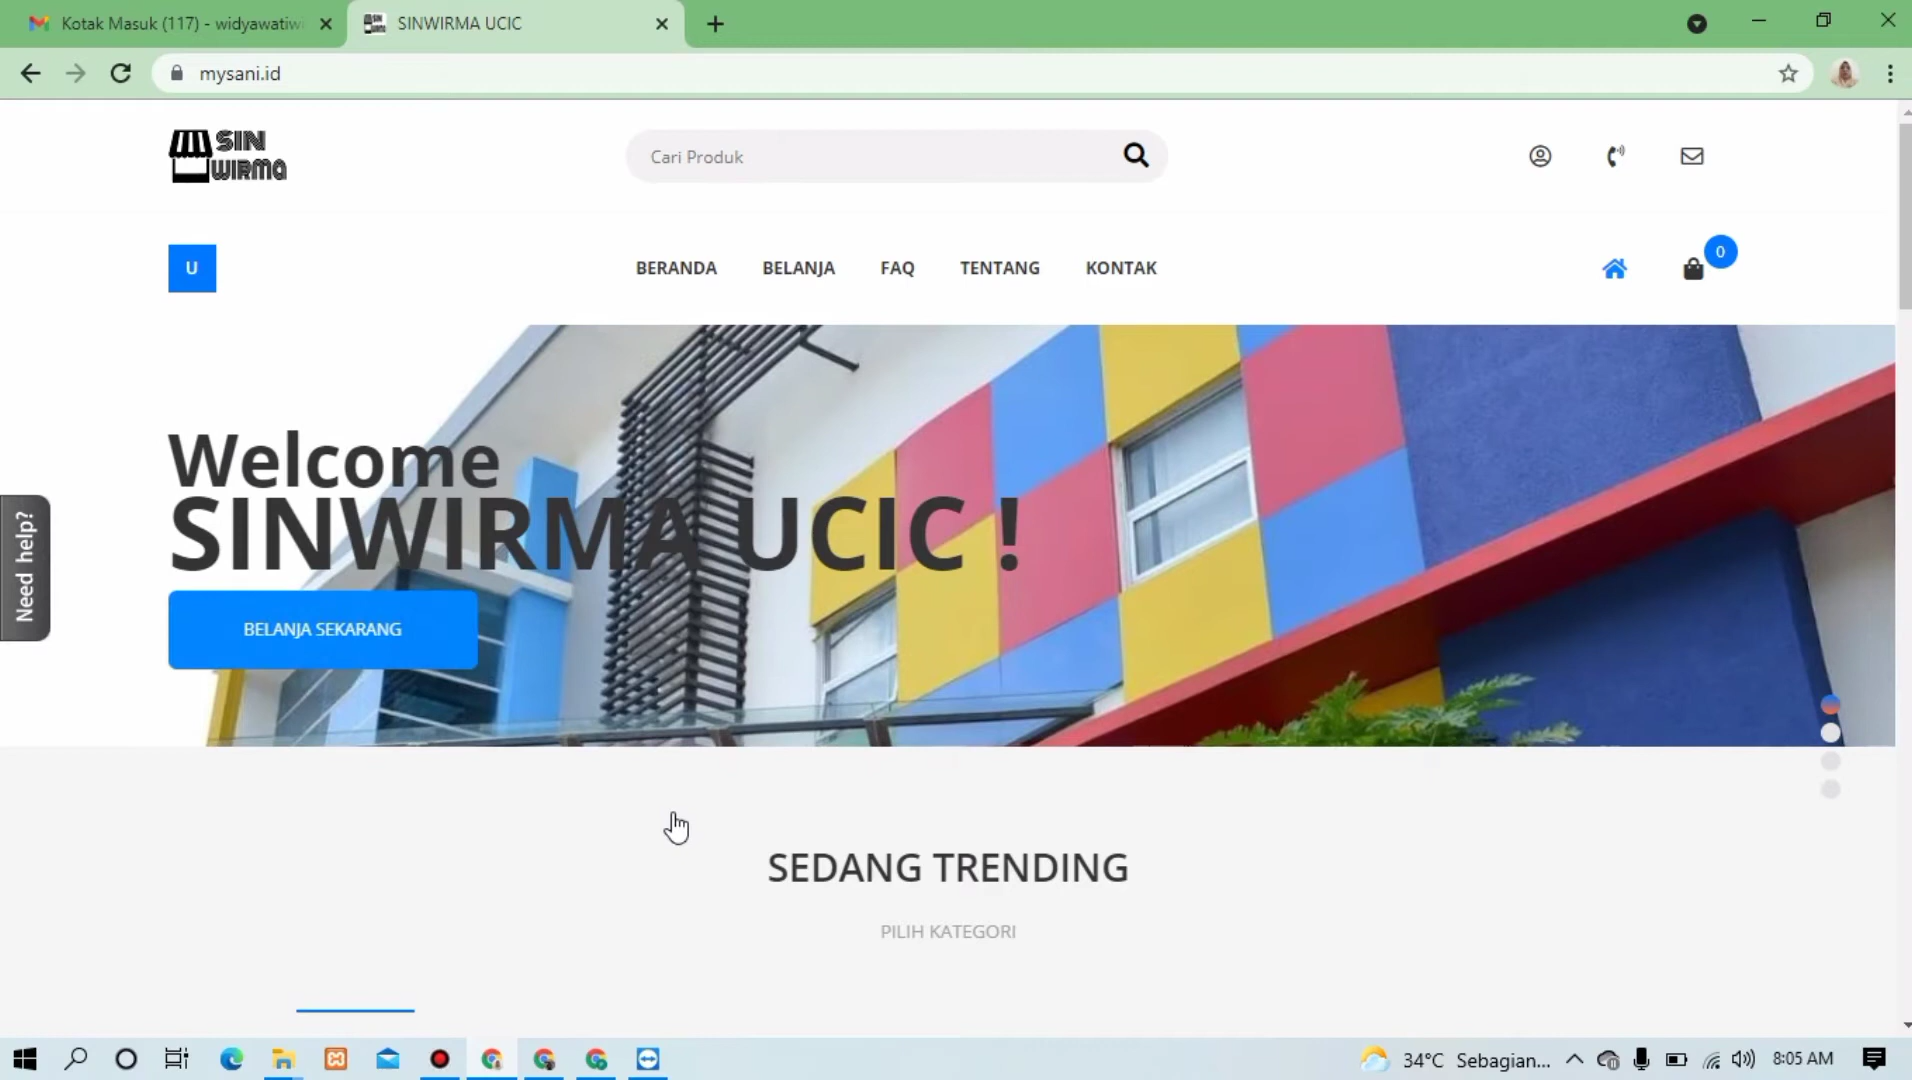 Kotak Masuk (117) - widyawatiw
SINWIRMA UCIC
mysani.id
SIN
WIRMA
Cari Produk
U
BERANDA
BELANJA
FAQ
TENTANG
KONTAK
0
Welcome
SINWIRMA UCIC !
BELANJA SEKARANG
Need help?
SEDANG TRENDING
PILIH KATEGORI
34°C Sebagian...
8:05 AM